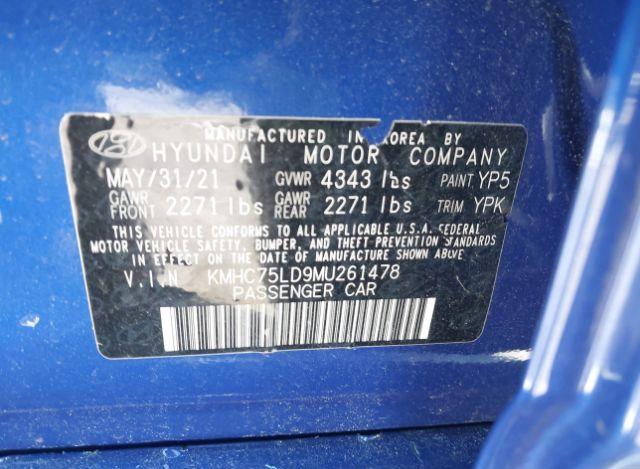 MANUFACTURED IN KOREA BY
HYUNDAI MOTOR COMPANY
MAY/31/21 GVWR 4343 lbs PAINT YP5
GAWR FRONT 2271 lbs GAWR REAR 2271 lbs TRIM YPK
THIS VEHICLE CONFORMS TO ALL APPLICABLE U.S.A. FEDERAL
MOTOR VEHICLE SAFETY, BUMPER, AND THEFT PREVENTION STANDARDS
IN EFFECT ON THE DATE OF MANUFACTURE SHOWN ABOVE.
V.I.N KMHC75LD9MU261478
PASSENGER CAR